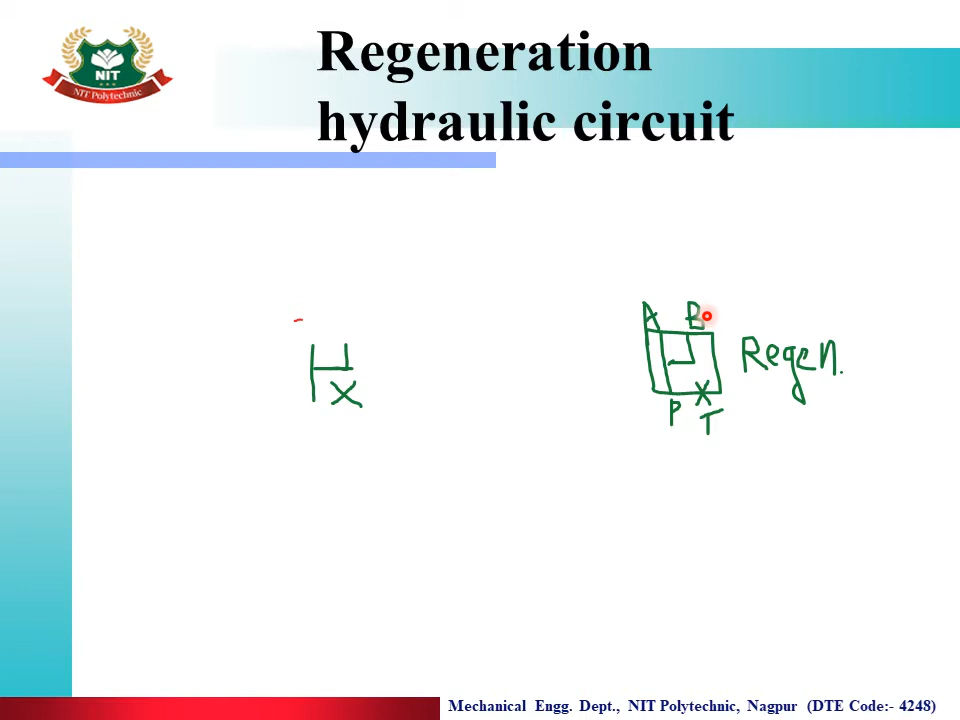 NIT
NIT Polytechnic
Regeneration
hydraulic circuit
A B
Regen.
X
P T
Mechanical Engg. Dept., NIT Polytechnic, Nagpur (DTE Code:- 4248)